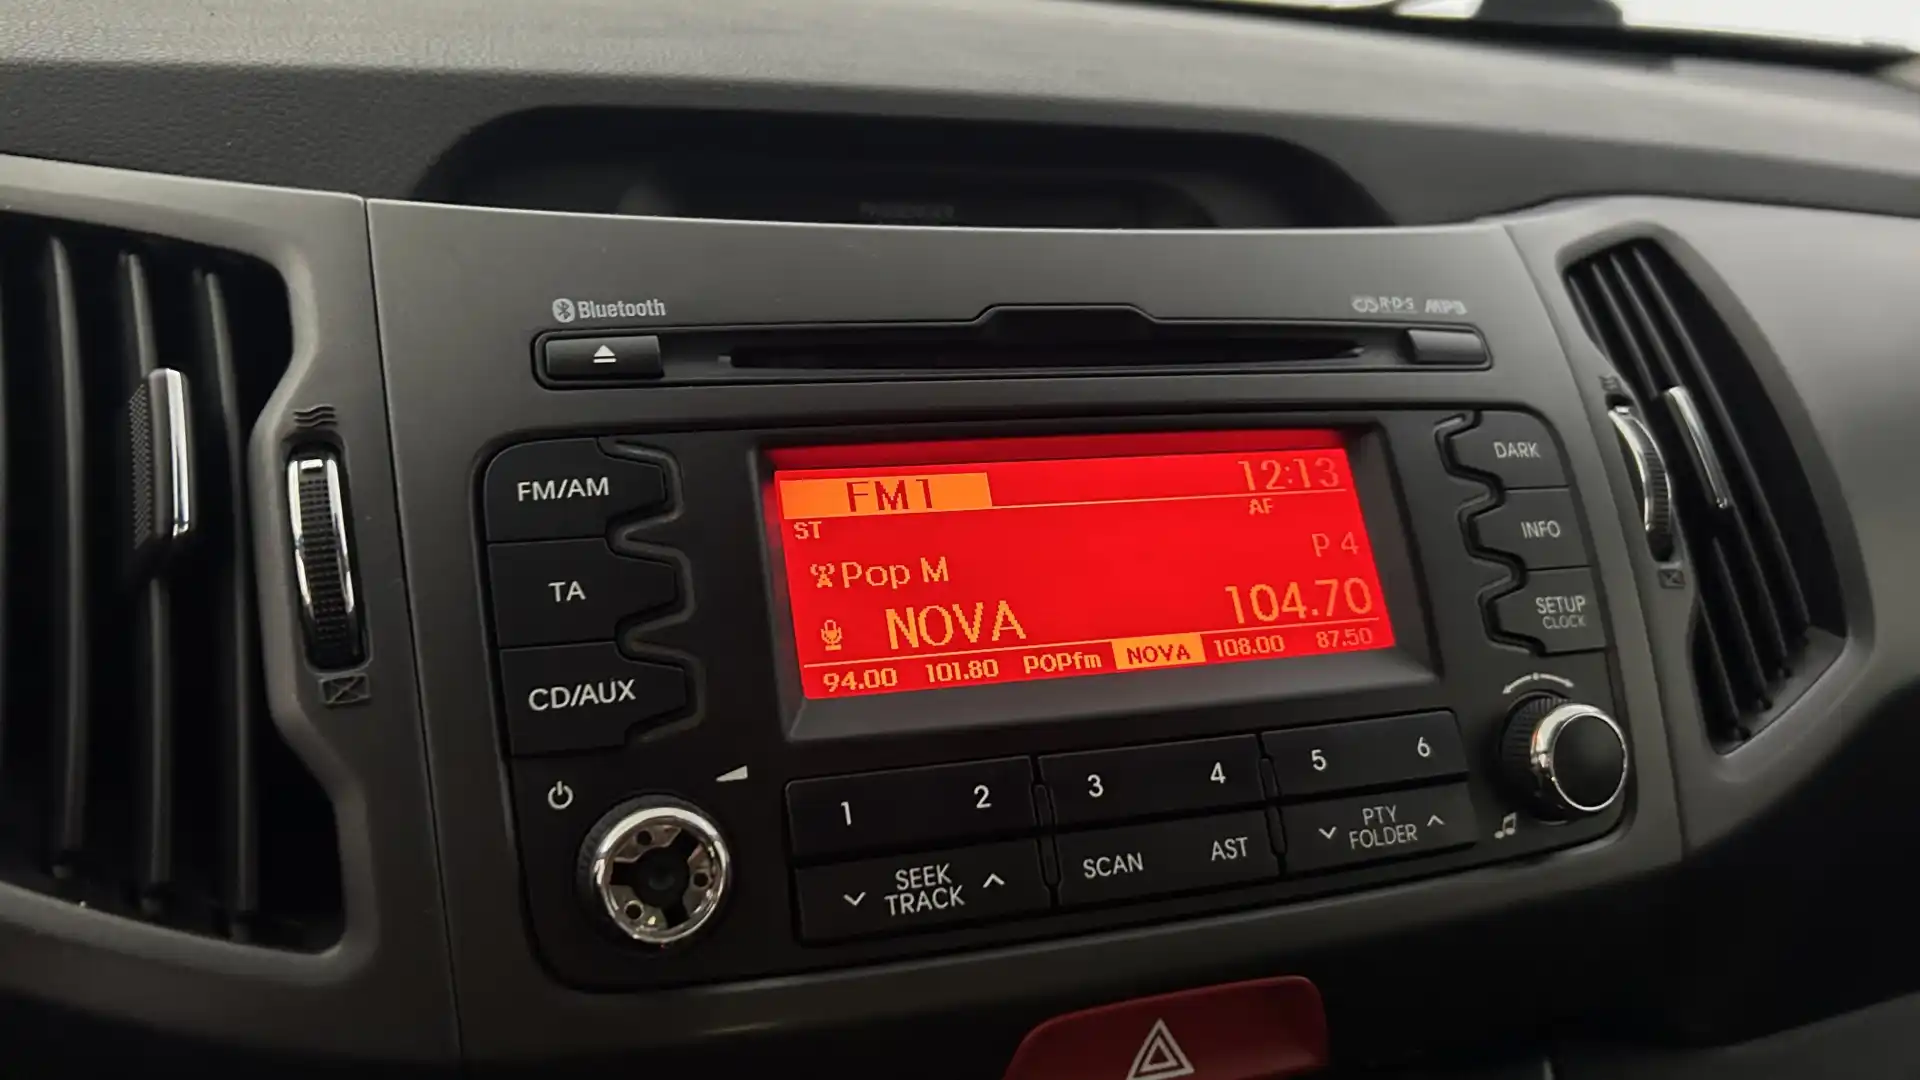 Bluetooth
RDS MP3
FM/AM
TA
CD/AUX
FM1 12:13
ST AF
Pop M P 4
NOVA 104.70
94.00 101.80 POPfm NOVA 108.00 87.50
DARK
INFO
SETUP
CLOCK
1 2 3 4 5 6
SEEK
TRACK
SCAN AST
PTY
FOLDER